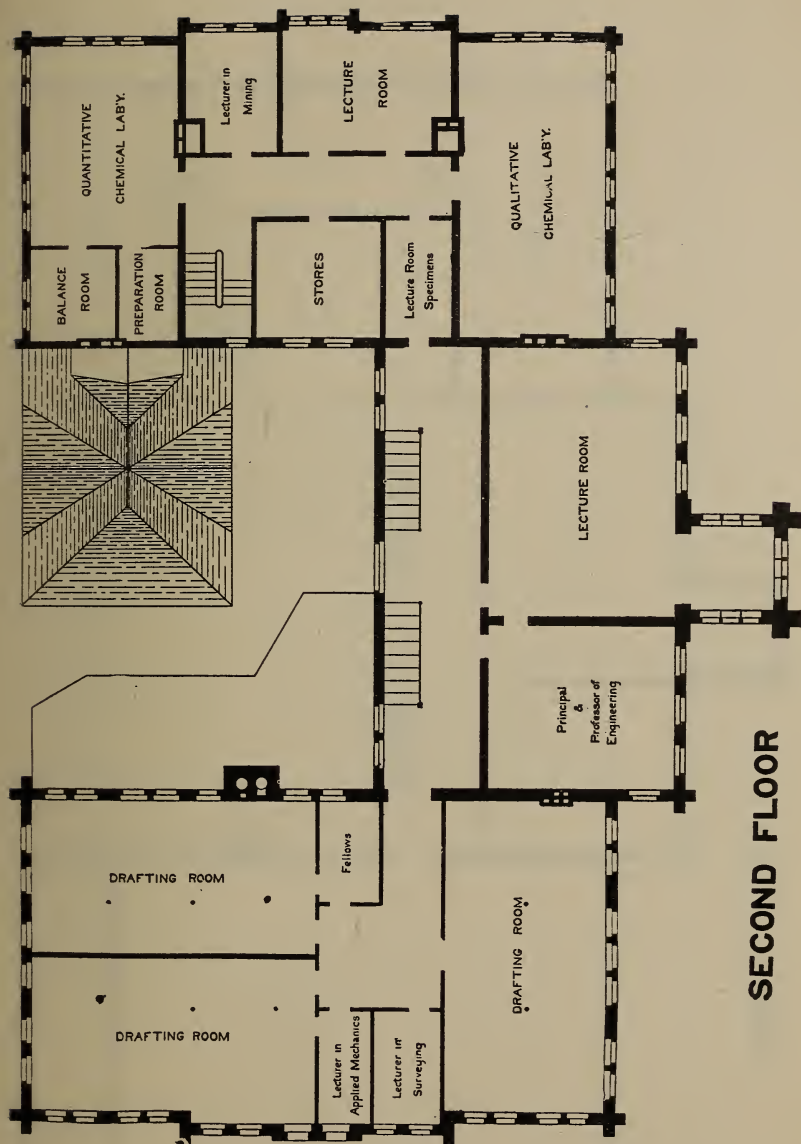 QUANTITATIVE
CHEMICAL LAB'Y.
Lecturer in
Mining
LECTURE
ROOM
BALANCE
ROOM
PREPARATION
ROOM
STORES
Lecture Room
Specimens
QUALITATIVE
CHEMICAL LAB'Y.
LECTURE ROOM
Principal
&
Professor of
Engineering
DRAFTING ROOM
Fellows
DRAFTING ROOM
Lecturer in
Applied Mechanics
Lecturer in
Surveying
DRAFTING ROOM
SECOND FLOOR